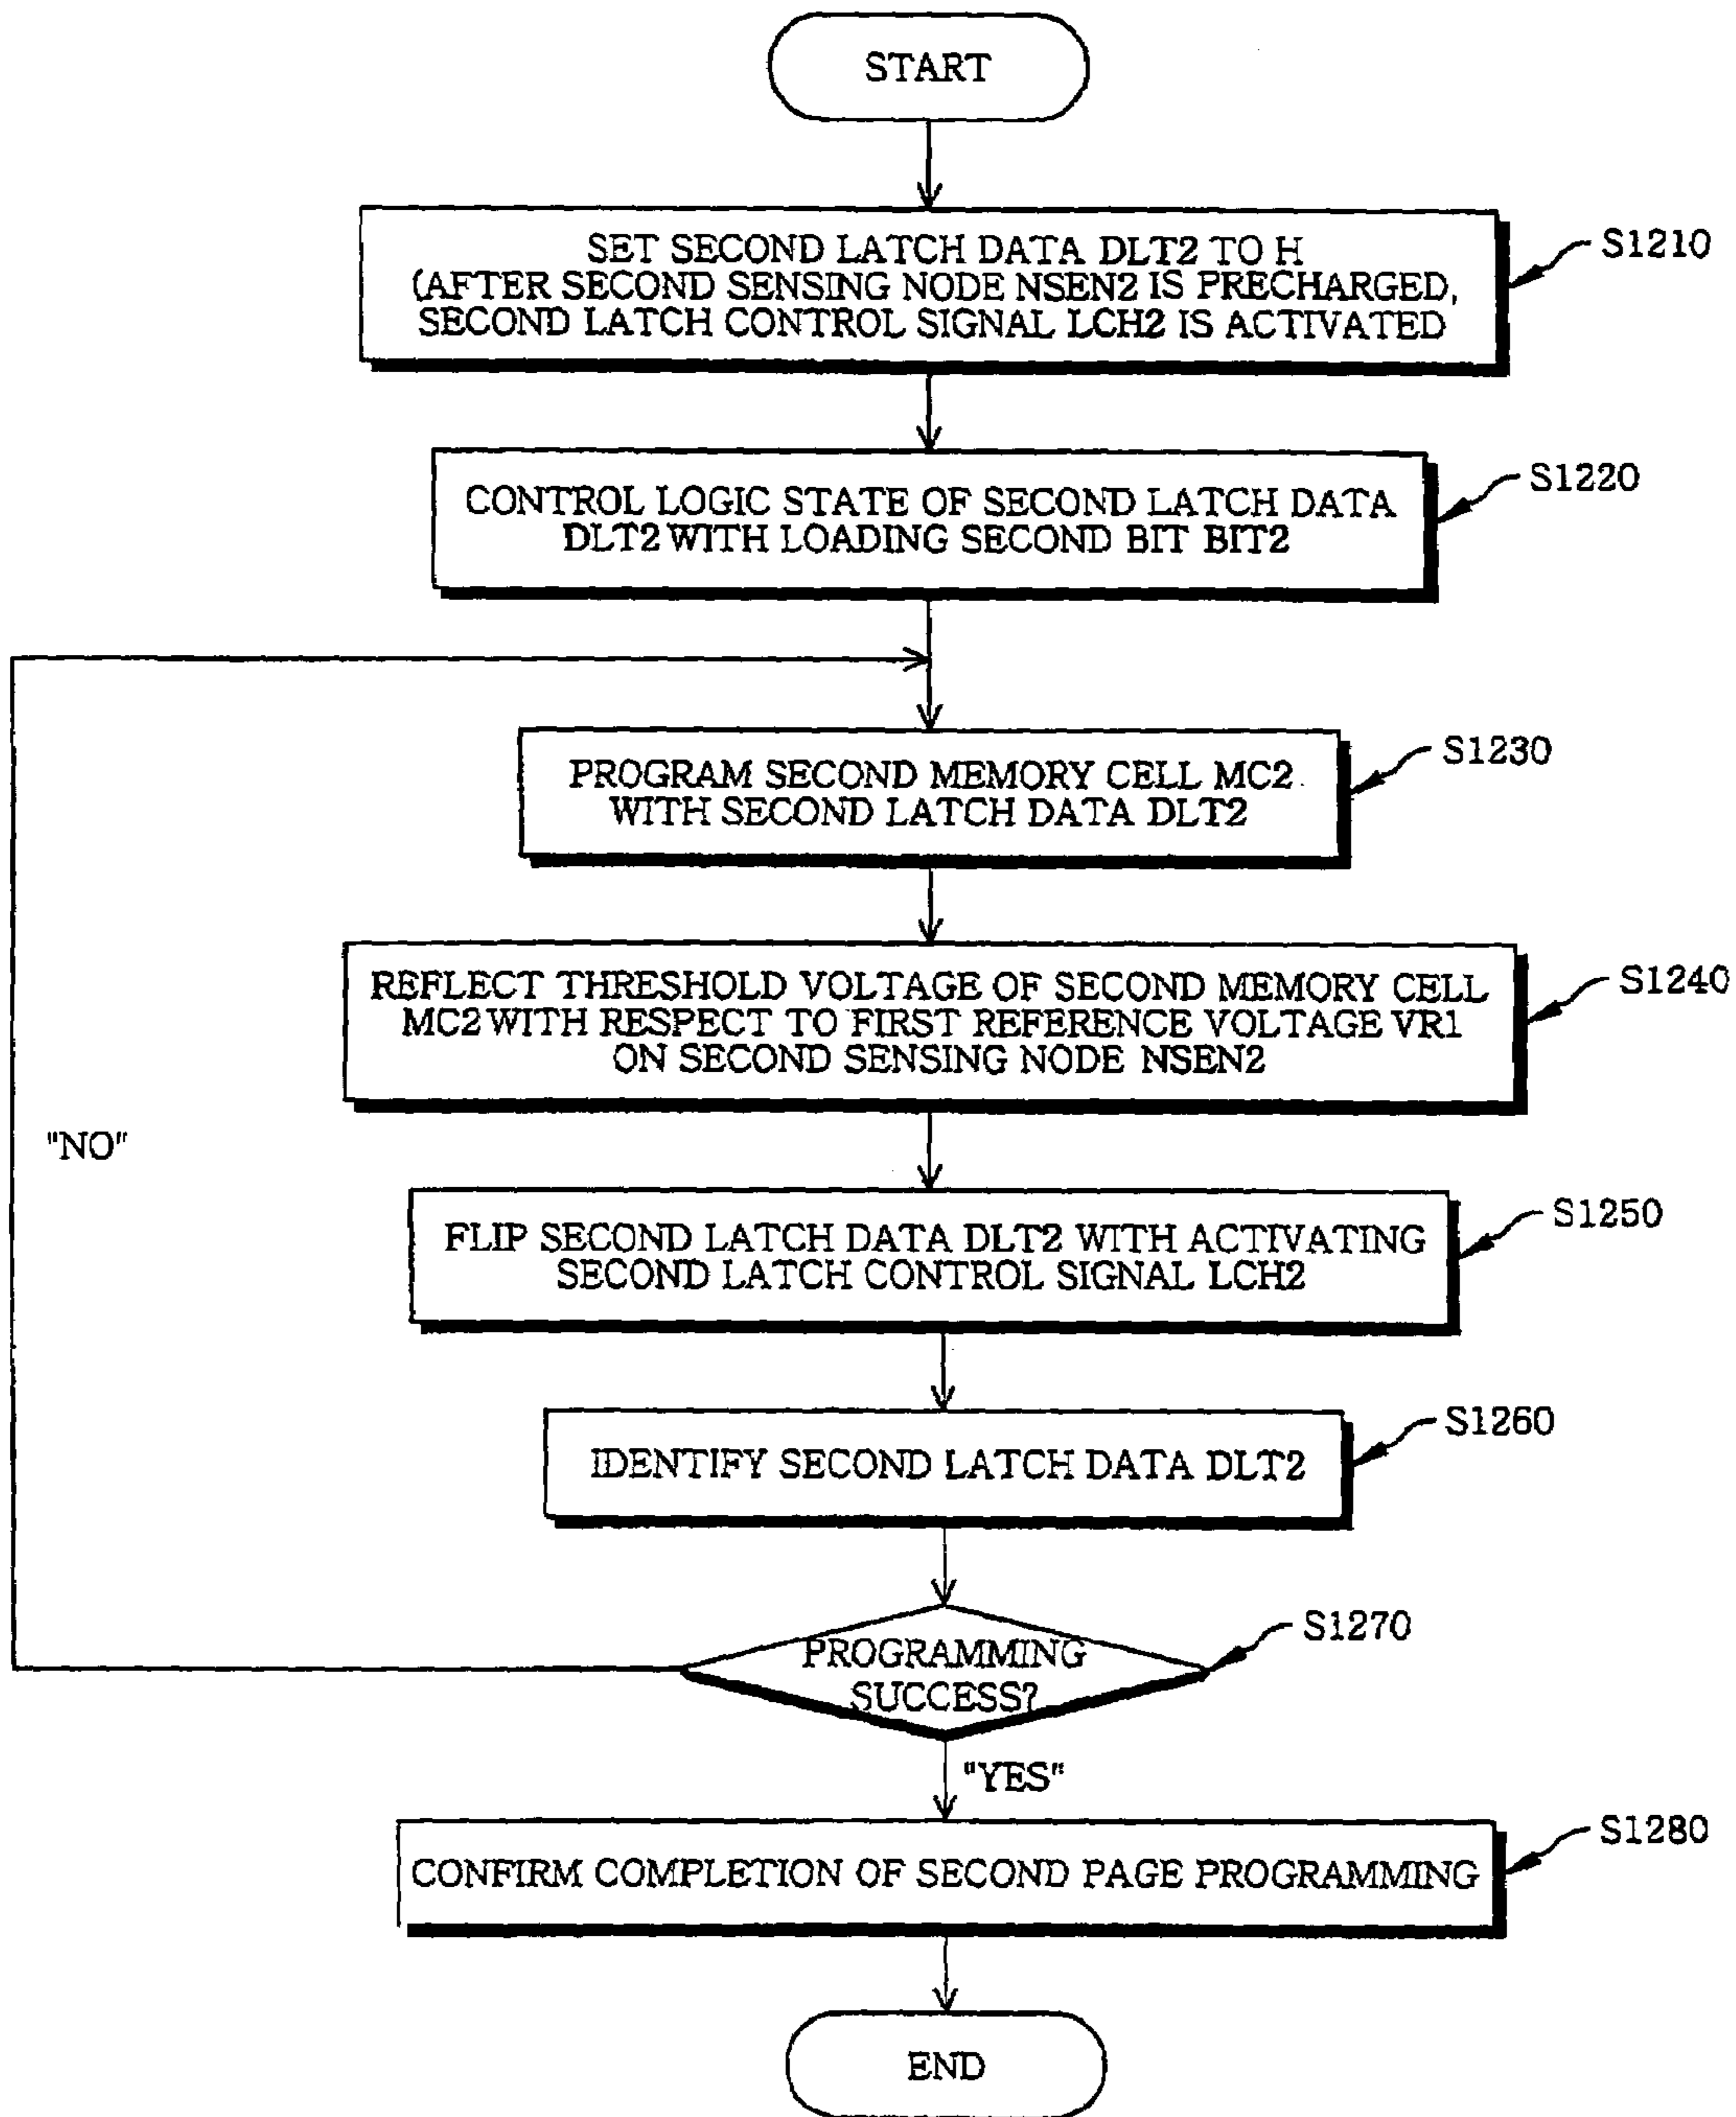 START
SET SECOND LATCH DATA DLT2 TO H
(AFTER SECOND SENSING NODE NSEN2 IS PRECHARGED,
SECOND LATCH CONTROL SIGNAL LCH2 IS ACTIVATED
S1210
CONTROL LOGIC STATE OF SECOND LATCH DATA
DLT2 WITH LOADING SECOND BIT BIT2
S1220
PROGRAM SECOND MEMORY CELL MC2
WITH SECOND LATCH DATA DLT2
S1230
REFLECT THRESHOLD VOLTAGE OF SECOND MEMORY CELL
MC2 WITH RESPECT TO FIRST REFERENCE VOLTAGE VR1
ON SECOND SENSING NODE NSEN2
S1240
"NO"
FLIP SECOND LATCH DATA DLT2 WITH ACTIVATING
SECOND LATCH CONTROL SIGNAL LCH2
S1250
IDENTIFY SECOND LATCH DATA DLT2
S1260
PROGRAMMING
SUCCESS?
S1270
"YES"
CONFIRM COMPLETION OF SECOND PAGE PROGRAMMING
S1280
END